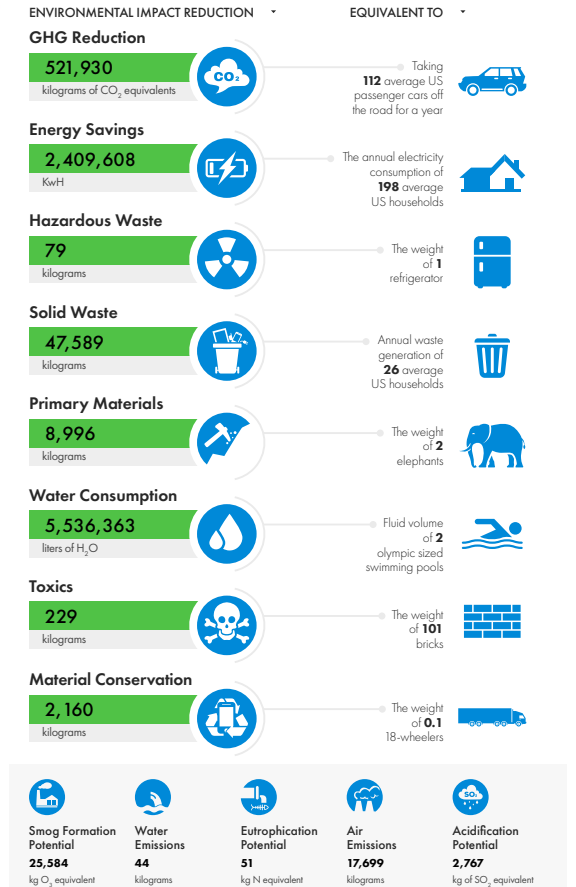 ENVIRONMENTAL IMPACT REDUCTION
EQUIVALENT TO
GHG Reduction
521,930
kilograms of CO₂ equivalents
CO₂
Taking
112 average US
passenger cars off
the road for a year
Energy Savings
2,409,608
KwH
The annual electricity
consumption of
198 average
US households
Hazardous Waste
79
kilograms
The weight
of 1
refrigerator
Solid Waste
47,589
kilograms
Annual waste
generation of
26 average
US households
Primary Materials
8,996
kilograms
The weight
of 2
elephants
Water Consumption
5,536,363
liters of H₂O
Fluid volume
of 2
olympic sized
swimming pools
Toxics
229
kilograms
The weight
of 101
bricks
Material Conservation
2,160
kilograms
The weight
of 0.1
18-wheelers
Smog Formation
Potential
25,584
kg O₃ equivalent
Water
Emissions
44
kilograms
Eutrophication
Potential
51
kg N equivalent
Air
Emissions
17,699
kilograms
SO₂
Acidification
Potential
2,767
kg of SO₂ equivalent